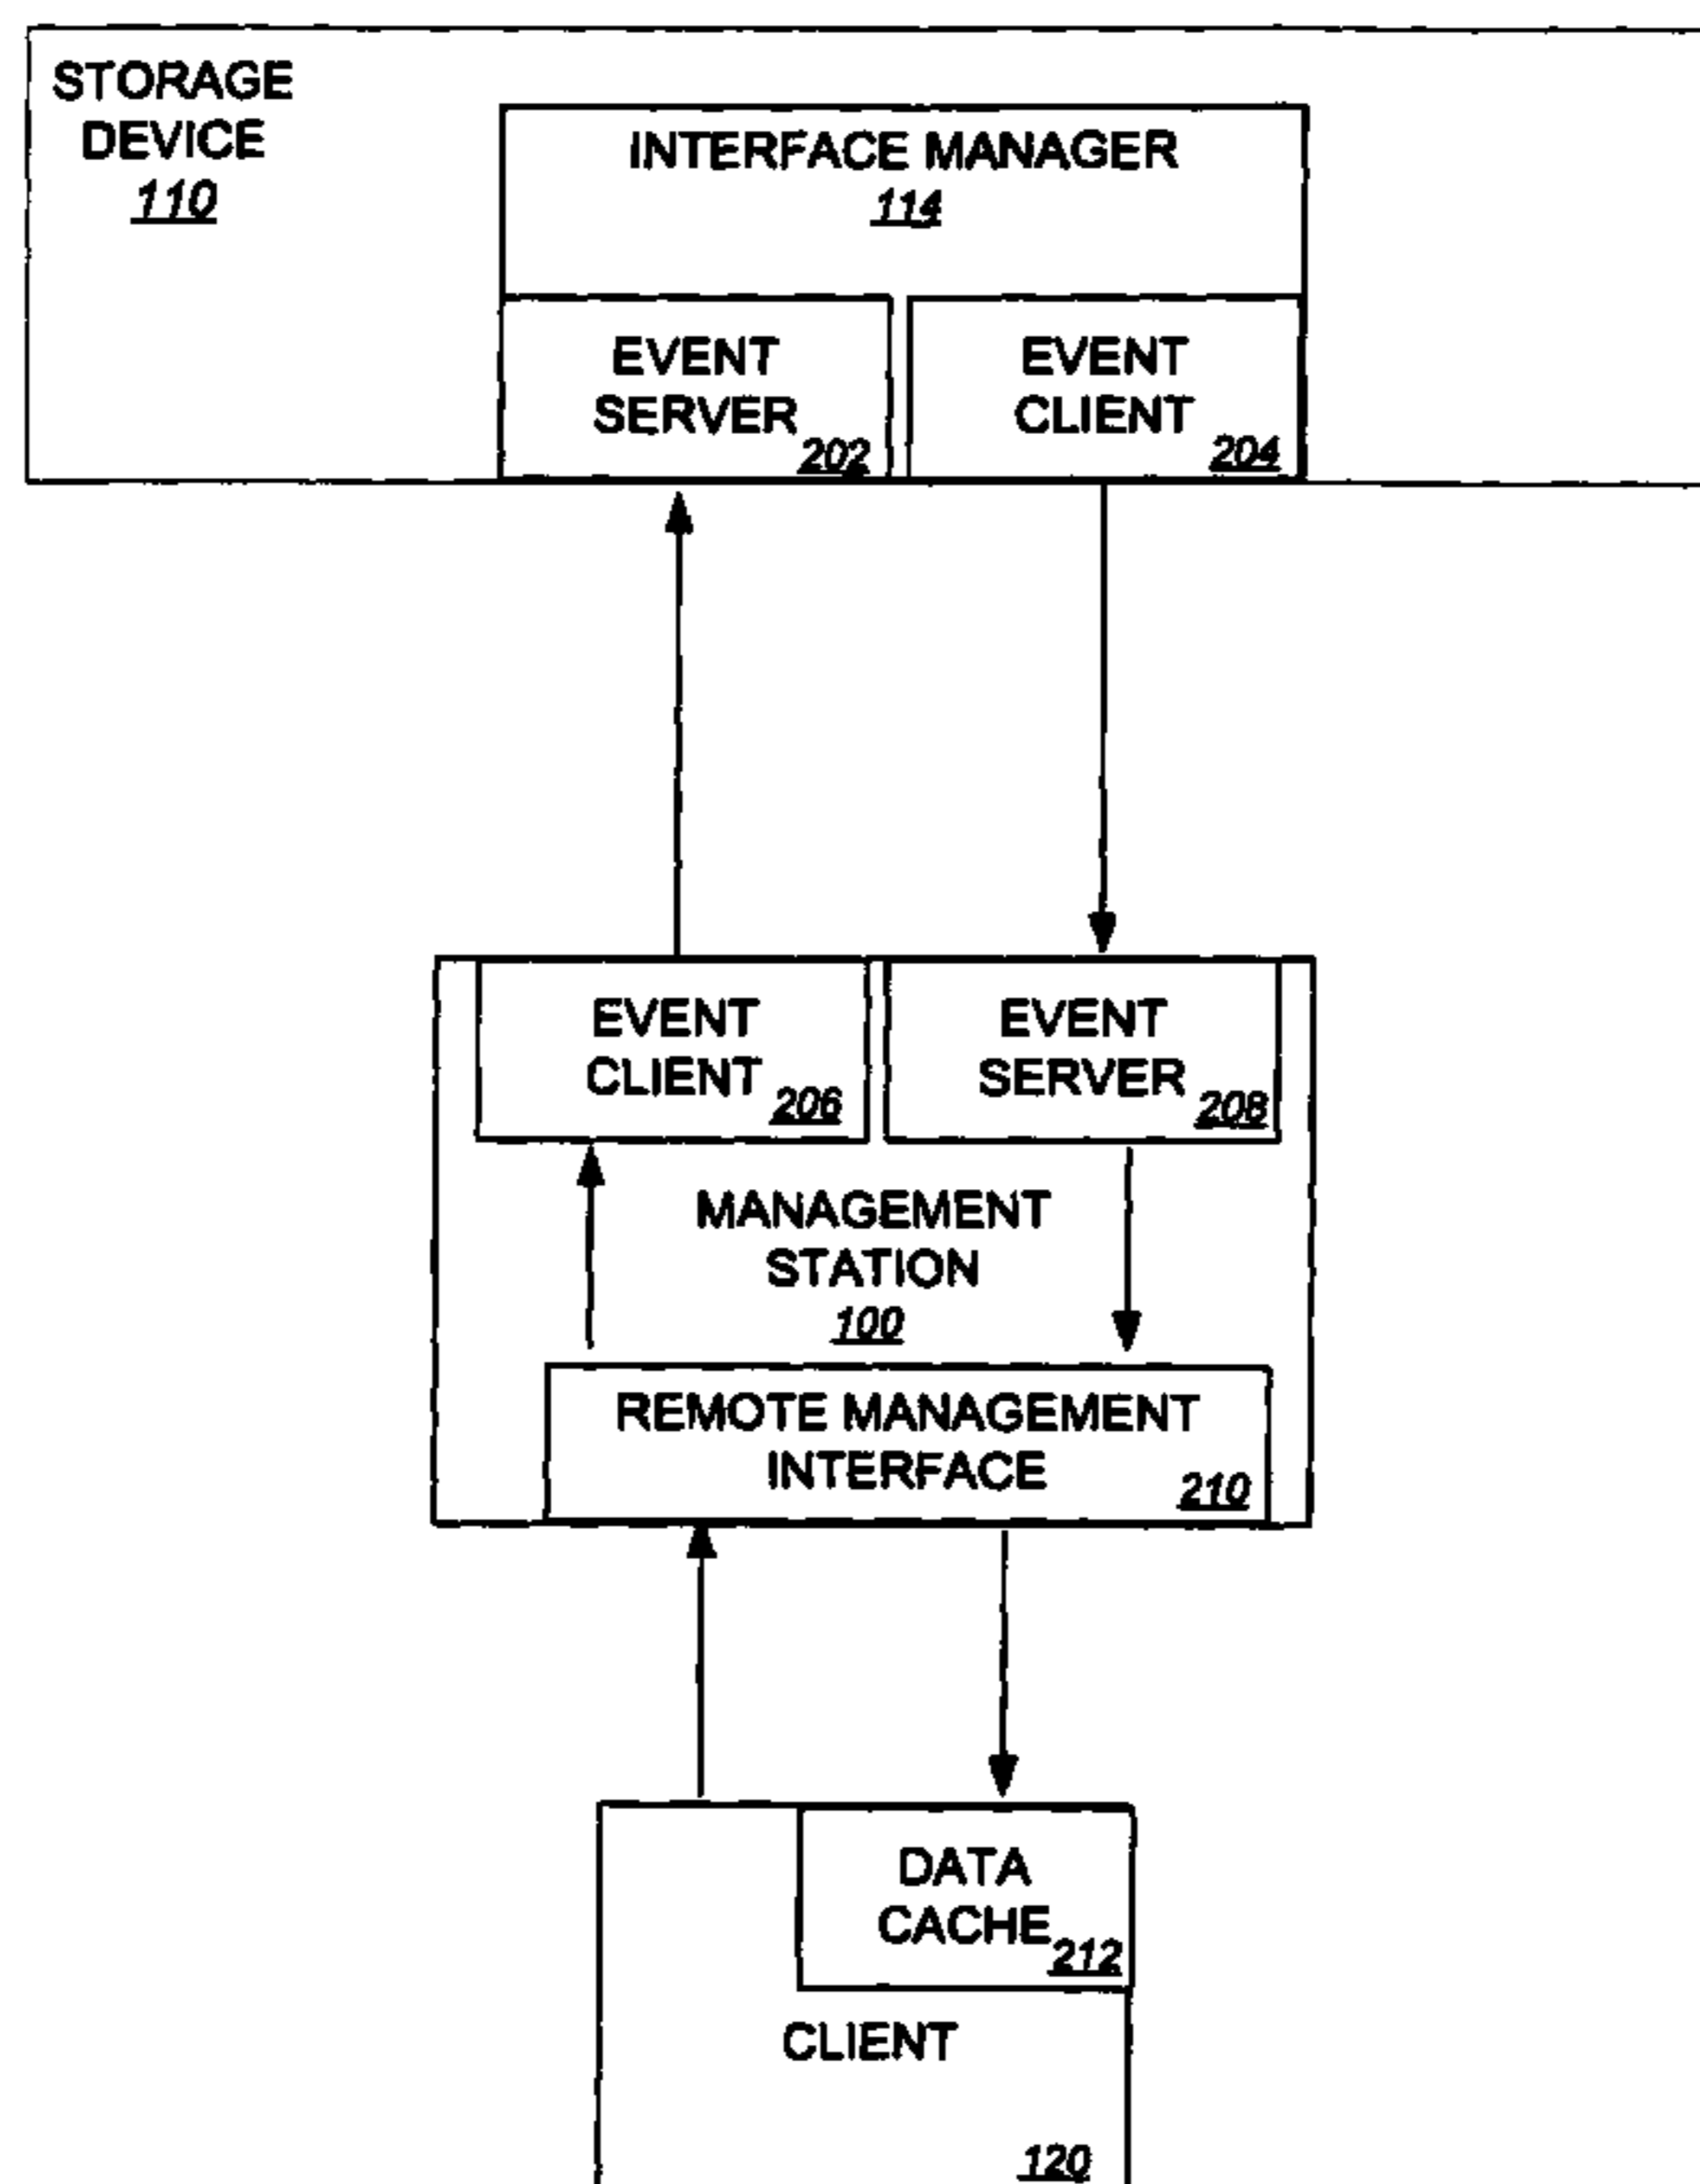 STORAGE
DEVICE
110
INTERFACE MANAGER
114
EVENT
SERVER
202
EVENT
CLIENT
204
EVENT
CLIENT
206
EVENT
SERVER
208
MANAGEMENT
STATION
100
REMOTE MANAGEMENT
INTERFACE
210
DATA
CACHE
212
CLIENT
120